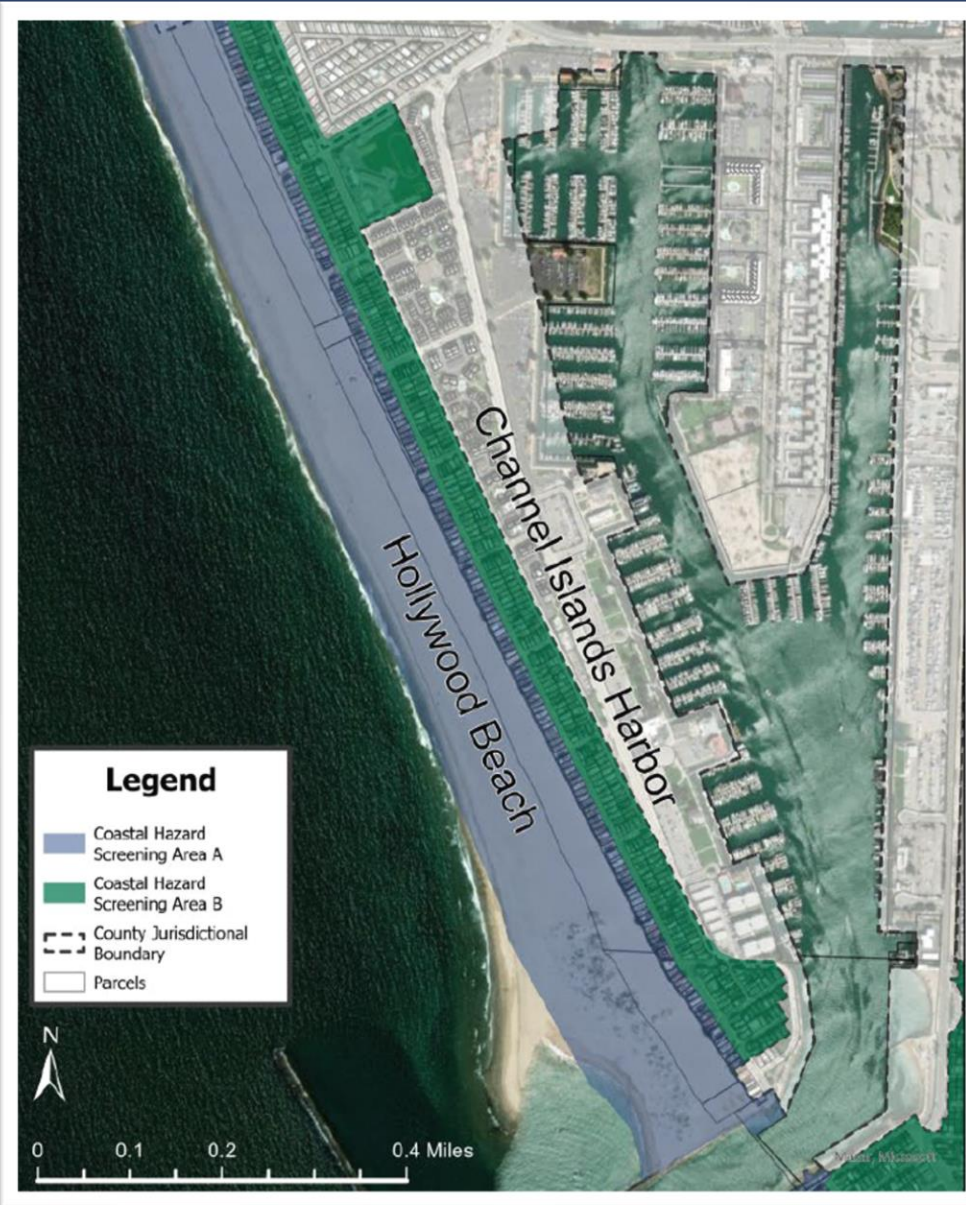 Channel Islands Harbor
Hollywood Beach
Legend
Coastal Hazard
Screening Area A
Coastal Hazard
Screening Area B
County Jurisdictional
Boundary
Parcels
N
0 0.1 0.2 0.4 Miles
Microsoft